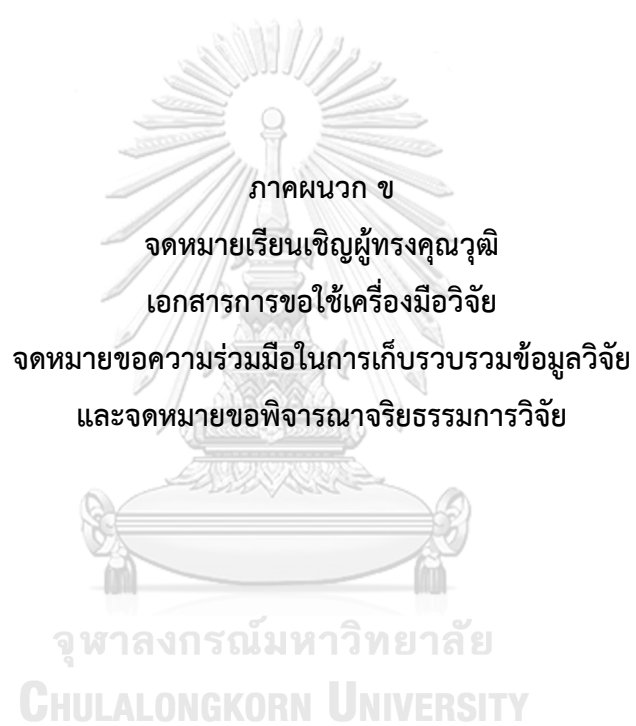 ภาคผนวก ข
จดหมายเรียนเชิญผู้ทรงคุณวุฒิ
เอกสารการขอใช้เครื่องมือวิจัย
จดหมายขอความร่วมมือในการเก็บรวบรวมข้อมูลวิจัย
และจดหมายขอพิจารณาจริยธรรมการวิจัย
จุฬาลงกรณ์มหาวิทยาลัย
CHULALONGKORN UNIVERSITY